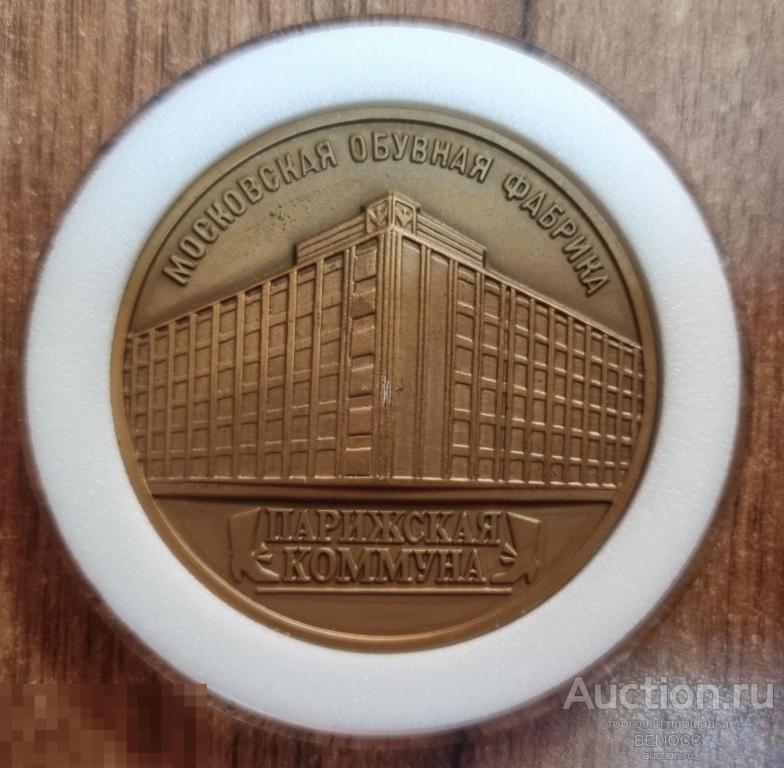 МОСКОВСКАЯ ОБУВНАЯ ФАБРИКА
ПАРИЖСКАЯ
КОММУНА
Auction.ru
торговая площадка
ВЕМОСС
auction.ru